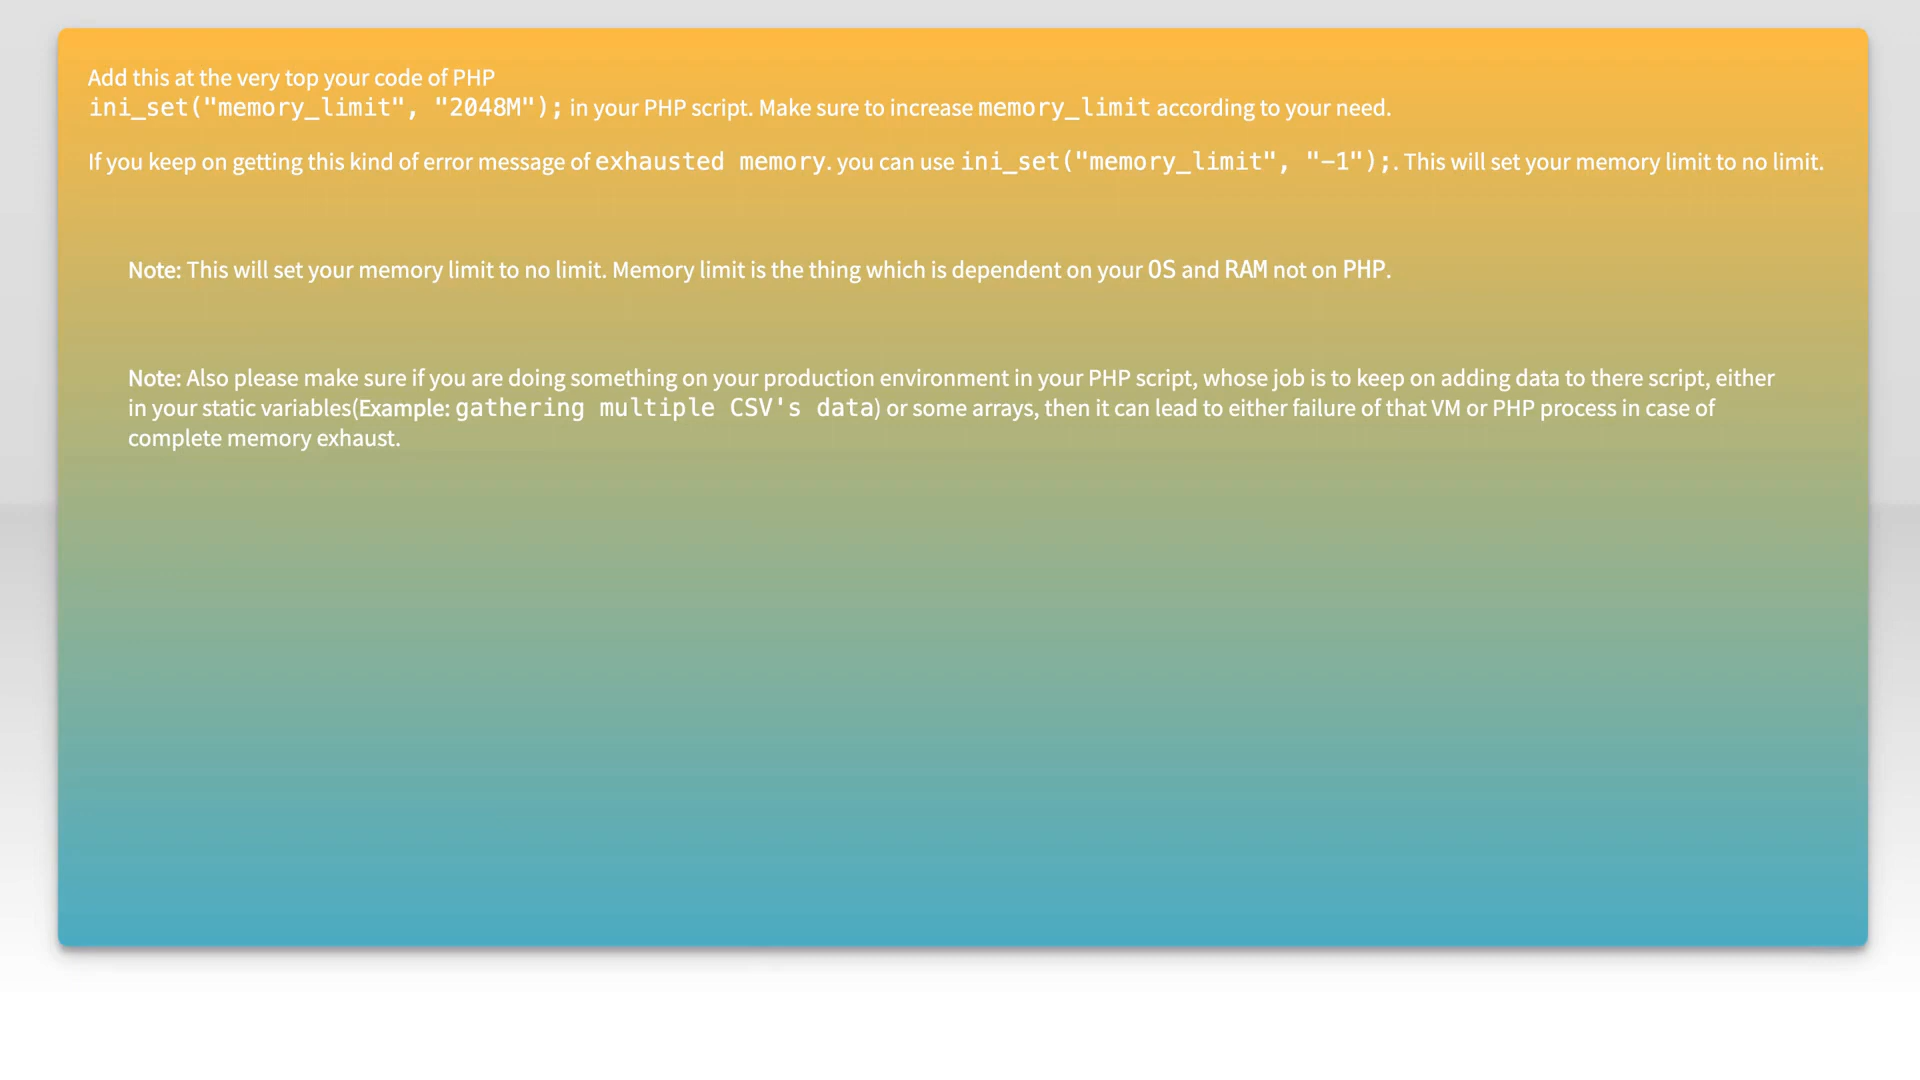 Add this at the very top your code of PHP
ini_set("memory_limit", "2048M"); in your PHP script. Make sure to increase memory_limit according to your need.
If you keep on getting this kind of error message of exhausted memory. you can use ini_set("memory_limit", "-1");. This will set your memory limit to no limit.
Note: This will set your memory limit to no limit. Memory limit is the thing which is dependent on your OS and RAM not on PHP.
Note: Also please make sure if you are doing something on your production environment in your PHP script, whose job is to keep on adding data to there script, either
in your static variables(Example: gathering multiple CSV's data) or some arrays, then it can lead to either failure of that VM or PHP process in case of
complete memory exhaust.